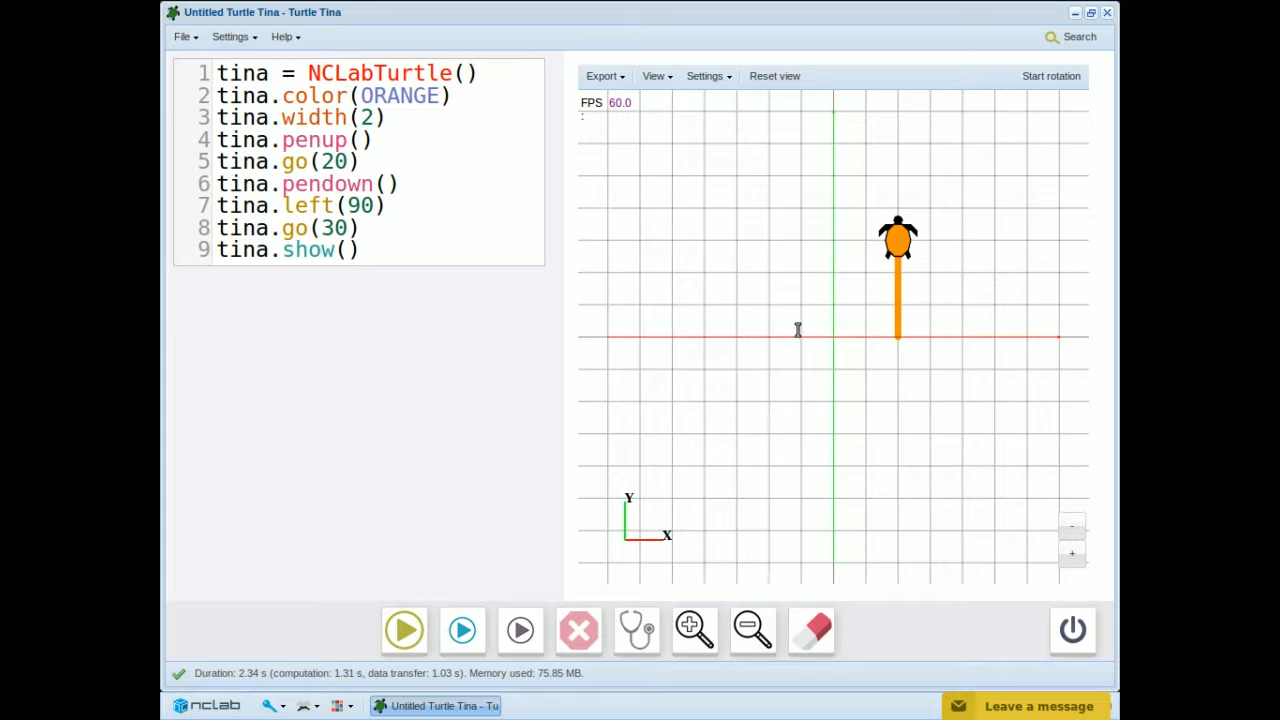 Untitled Turtle Tina - Turtle Tina
File Settings Help Search
1 tina = NCLabTurtle()
2 tina.color(ORANGE)
3 tina.width(2)
4 tina.penup()
5 tina.go(20)
6 tina.pendown()
7 tina.left(90)
8 tina.go(30)
9 tina.show()
Export View Settings Reset view Start rotation
FPS 60.0
:
Y
X
-
+
Duration: 2.34 s (computation: 1.31 s, data transfer: 1.03 s). Memory used: 75.85 MB.
nclab Untitled Turtle Tina - Tu Leave a message